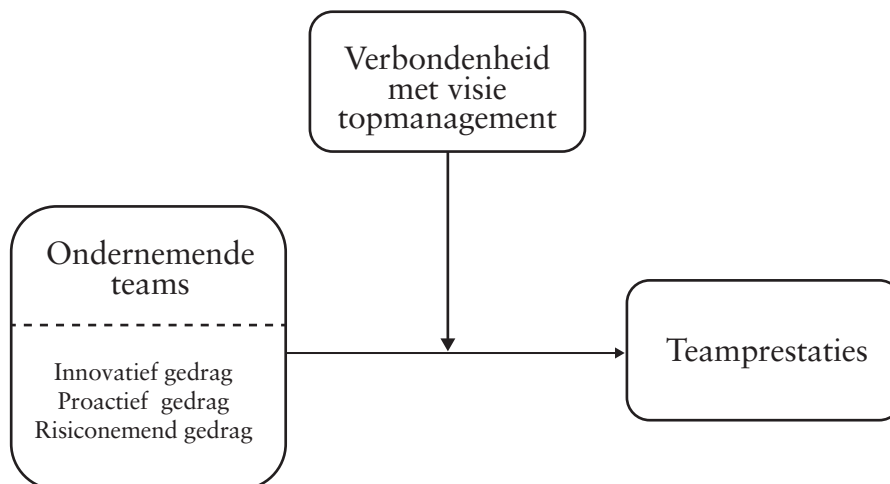 Verbondenheid
met visie
topmanagement
Ondernemende
teams
Innovatief gedrag
Proactief  gedrag
Risiconemend gedrag
Teamprestaties